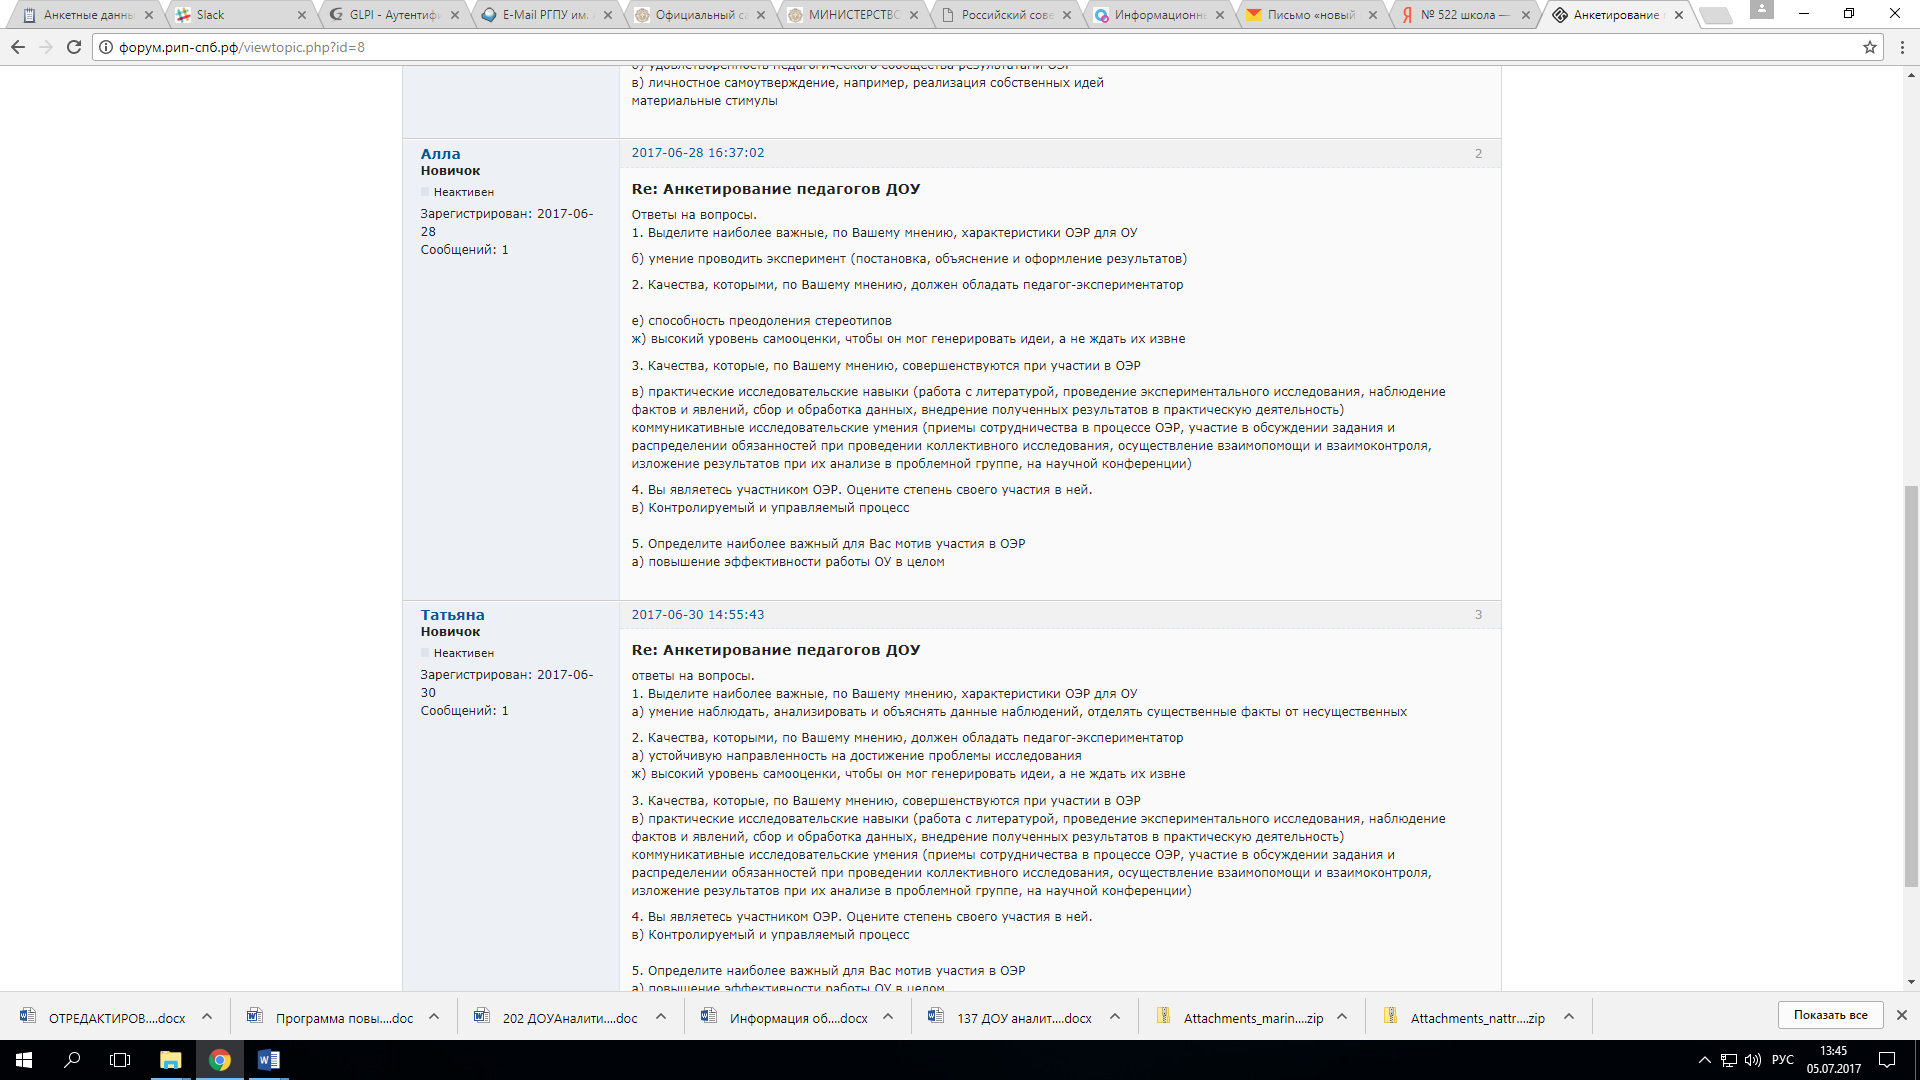 Анкетные даннь
Slack
GLPI - Аутентифи
E-Mail РГПУ им.
Официальный са
МИНИСТЕРСТВО
Российский сове
Информационнь
Письмо «новый
№ 522 школа —
Анкетирование п
форум.рип-спб.рф/viewtopic.php?id=8
б) удовлетворенность педагогического сообщества результатами ОЭР
в) личностное самоутверждение, например, реализация собственных идей
материальные стимулы
Алла
Новичок
Неактивен
Зарегистрирован: 2017-06-
28
Сообщений: 1
2017-06-28 16:37:02
2
Re: Анкетирование педагогов ДОУ
Ответы на вопросы.
1. Выделите наиболее важные, по Вашему мнению, характеристики ОЭР для ОУ
б) умение проводить эксперимент (постановка, объяснение и оформление результатов)
2. Качества, которыми, по Вашему мнению, должен обладать педагог-экспериментатор
е) способность преодоления стереотипов
ж) высокий уровень самооценки, чтобы он мог генерировать идеи, а не ждать их извне
3. Качества, которые, по Вашему мнению, совершенствуются при участии в ОЭР
в) практические исследовательские навыки (работа с литературой, проведение экспериментального исследования, наблюдение
фактов и явлений, сбор и обработка данных, внедрение полученных результатов в практическую деятельность)
коммуникативные исследовательские умения (приемы сотрудничества в процессе ОЭР, участие в обсуждении задания и
распределении обязанностей при проведении коллективного исследования, осуществление взаимопомощи и взаимоконтроля,
изложение результатов при их анализе в проблемной группе, на научной конференции)
4. Вы являетесь участником ОЭР. Оцените степень своего участия в ней.
в) Контролируемый и управляемый процесс
5. Определите наиболее важный для Вас мотив участия в ОЭР
а) повышение эффективности работы ОУ в целом
Татьяна
Новичок
Неактивен
Зарегистрирован: 2017-06-
30
Сообщений: 1
2017-06-30 14:55:43
3
Re: Анкетирование педагогов ДОУ
ответы на вопросы.
1. Выделите наиболее важные, по Вашему мнению, характеристики ОЭР для ОУ
а) умение наблюдать, анализировать и объяснять данные наблюдений, отделять существенные факты от несущественных
2. Качества, которыми, по Вашему мнению, должен обладать педагог-экспериментатор
а) устойчивую направленность на достижение проблемы исследования
ж) высокий уровень самооценки, чтобы он мог генерировать идеи, а не ждать их извне
3. Качества, которые, по Вашему мнению, совершенствуются при участии в ОЭР
в) практические исследовательские навыки (работа с литературой, проведение экспериментального исследования, наблюдение
фактов и явлений, сбор и обработка данных, внедрение полученных результатов в практическую деятельность)
коммуникативные исследовательские умения (приемы сотрудничества в процессе ОЭР, участие в обсуждении задания и
распределении обязанностей при проведении коллективного исследования, осуществление взаимопомощи и взаимоконтроля,
изложение результатов при их анализе в проблемной группе, на научной конференции)
4. Вы являетесь участником ОЭР. Оцените степень своего участия в ней.
в) Контролируемый и управляемый процесс
5. Определите наиболее важный для Вас мотив участия в ОЭР
а) повышение эффективности работы ОУ в целом
ОТРЕДАКТИРОВ....docx
Программа повы....doc
202 ДОУАналити....doc
Информация об....docx
137 ДОУ аналит....docx
Attachments_marin....zip
Attachments_nattr....zip
Показать все
РУС
13:45
05.07.2017